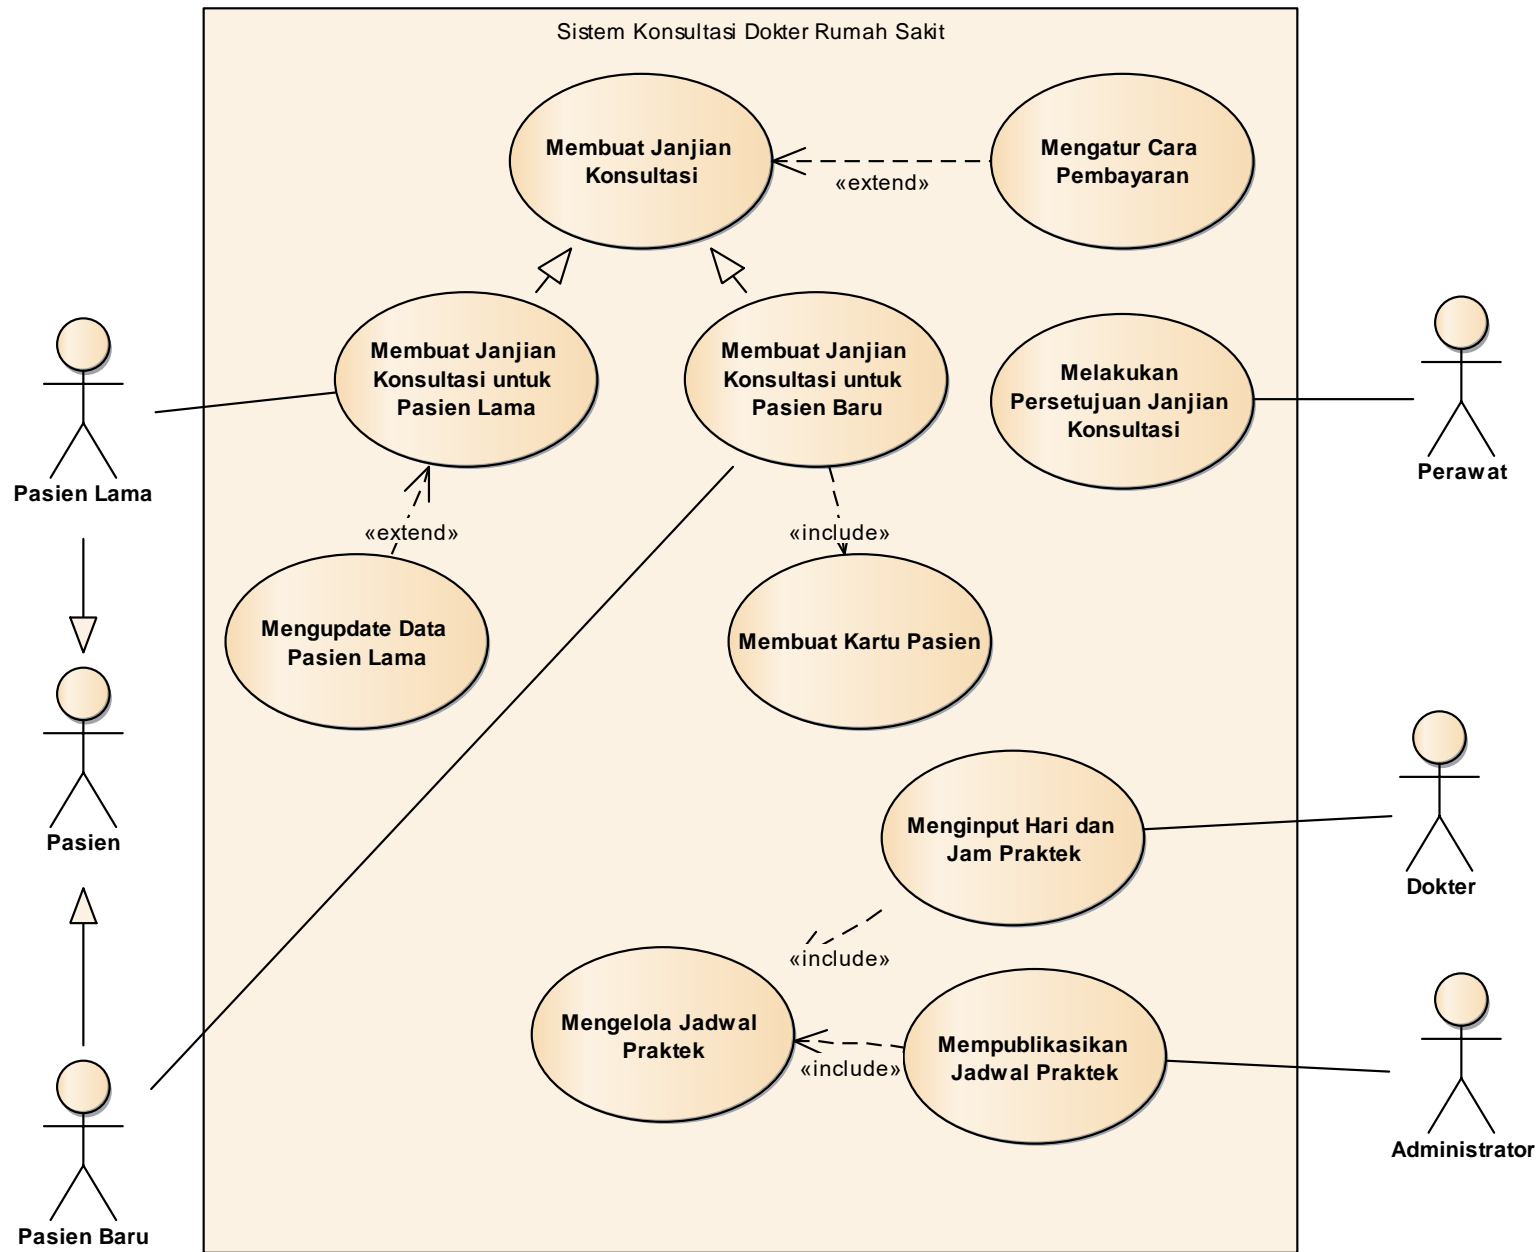 Sistem Konsultasi Dokter Rumah Sakit
Membuat Janjian
Konsultasi
Mengatur Cara
Pembayaran
«extend»
Membuat Janjian
Konsultasi untuk
Pasien Lama
Membuat Janjian
Konsultasi untuk
Pasien Baru
Melakukan
Persetujuan Janjian
Konsultasi
Pasien Lama
Perawat
«extend»
«include»
Mengupdate Data
Pasien Lama
Membuat Kartu Pasien
Pasien
Menginput Hari dan
Jam Praktek
Dokter
«include»
Mengelola Jadwal
Praktek
«include»
Mempublikasikan
Jadwal Praktek
Administrator
Pasien Baru